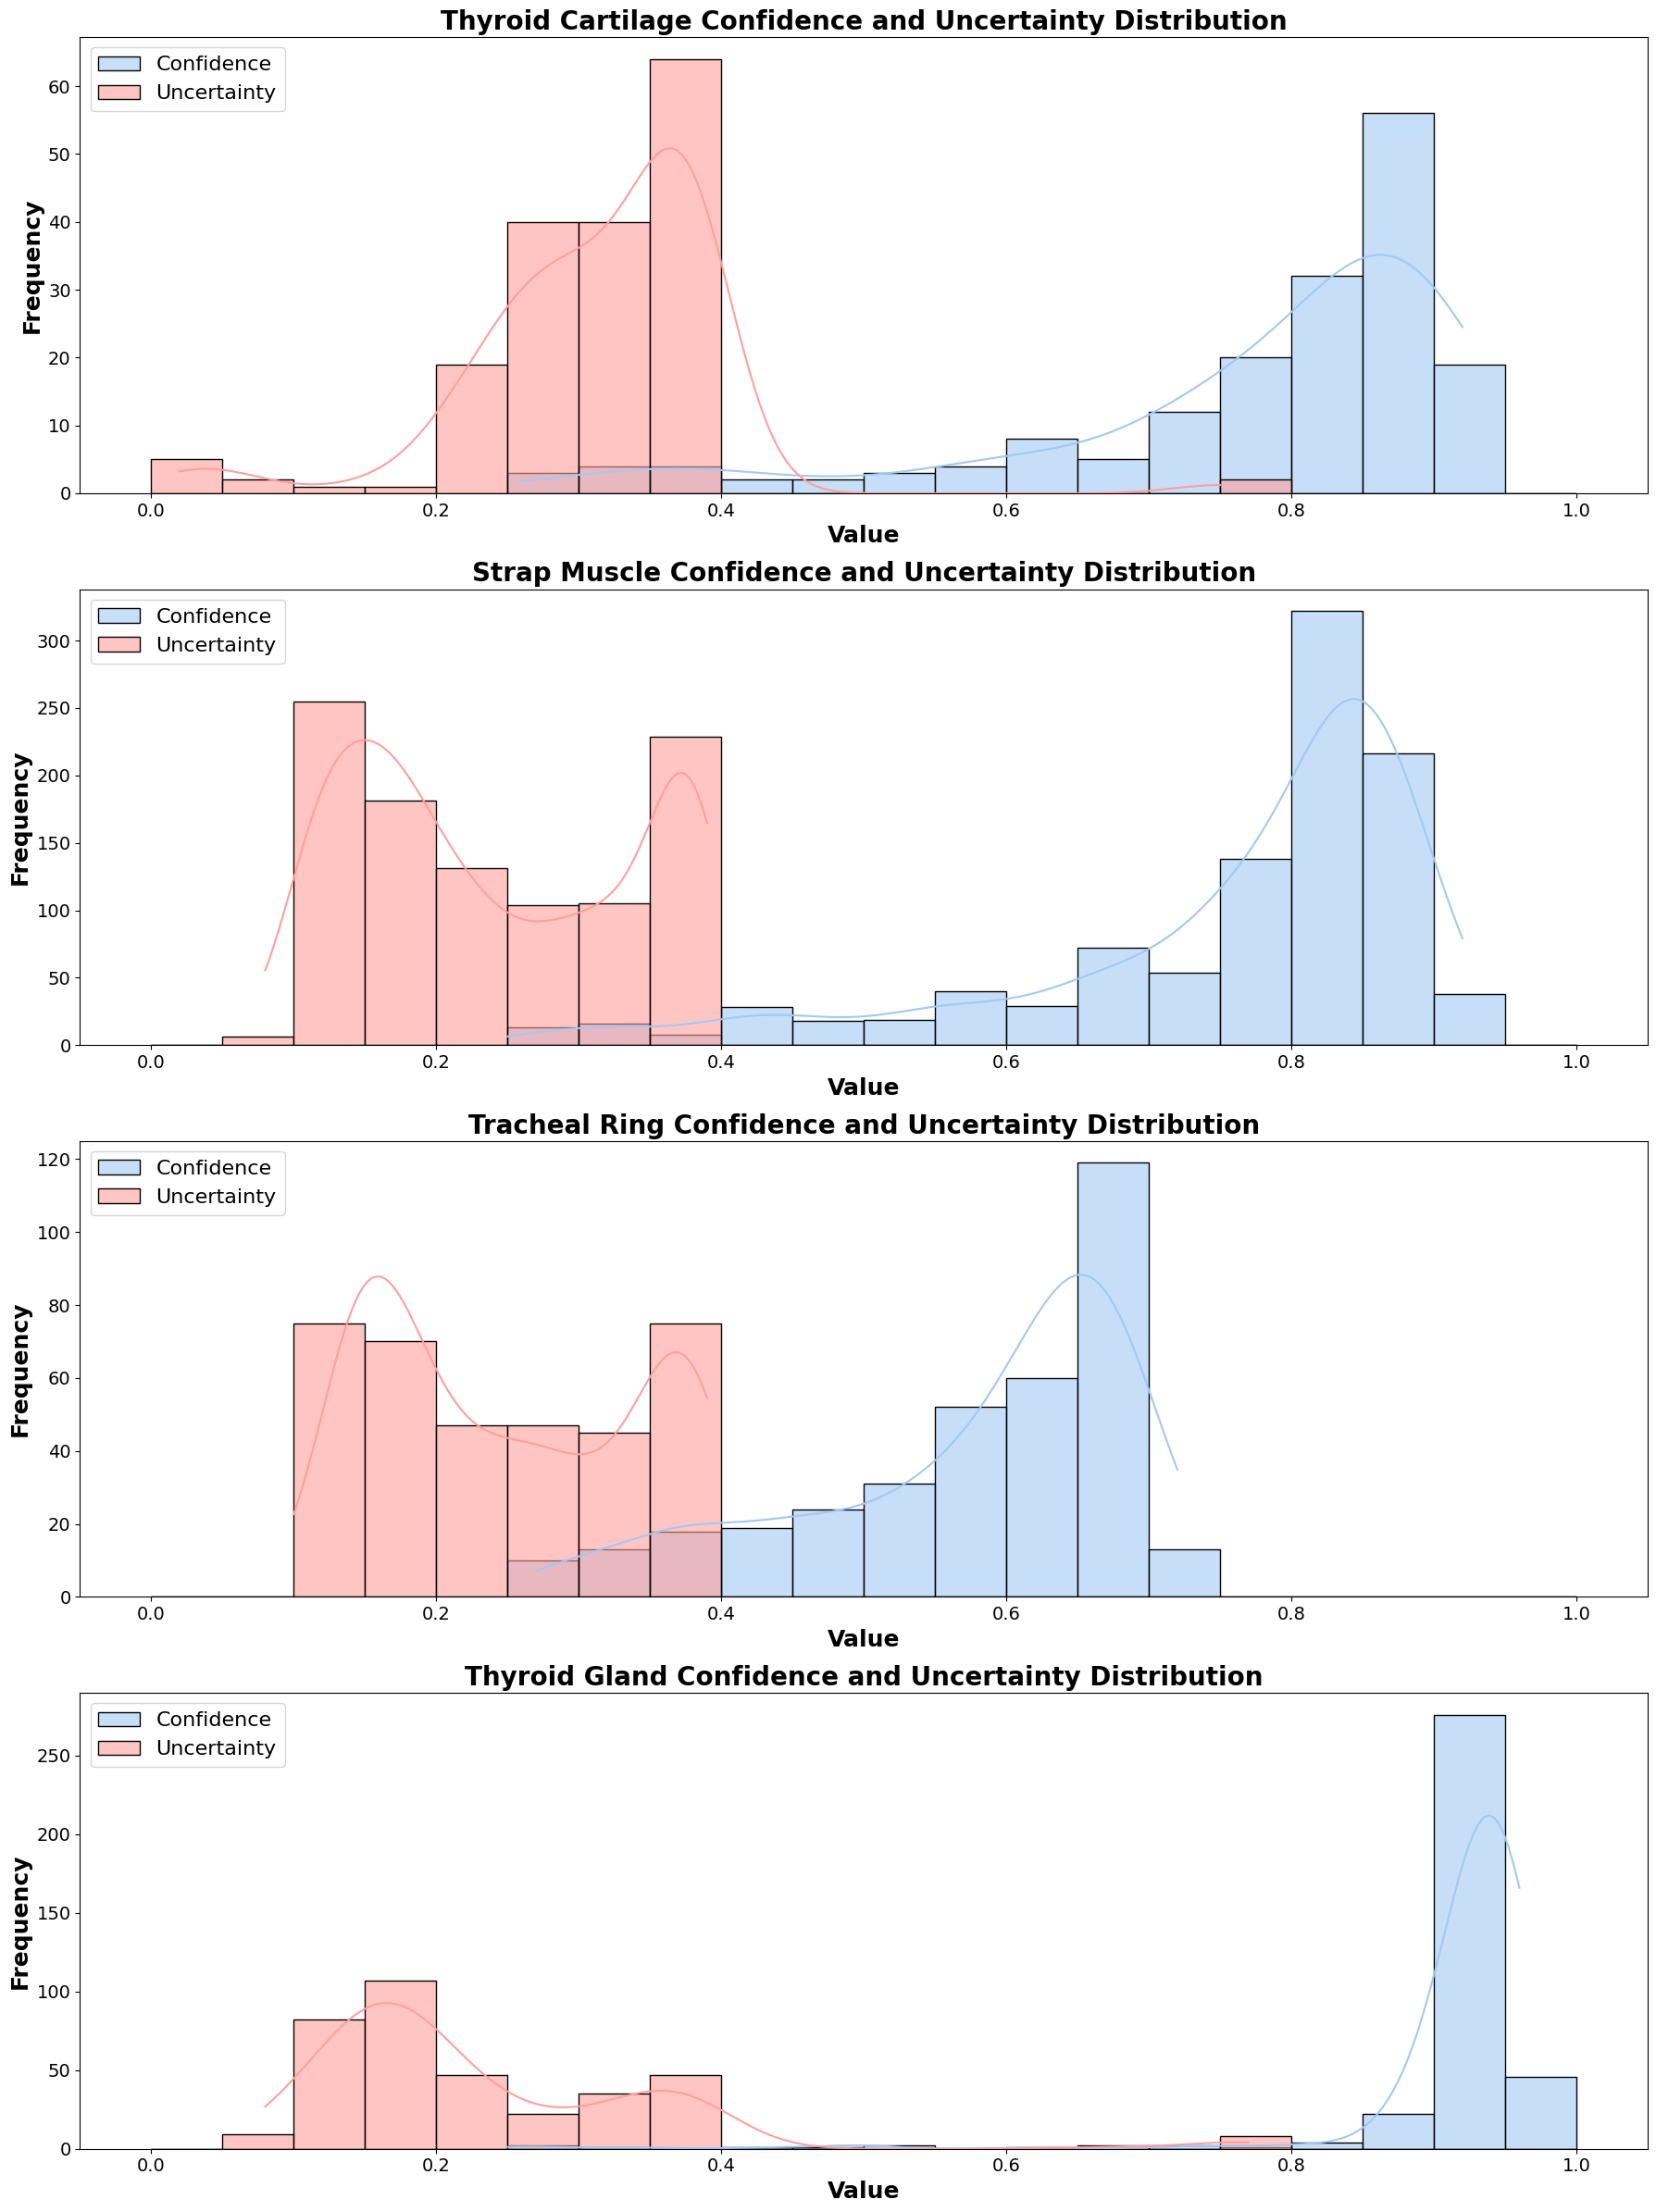 Thyroid Cartilage Confidence and Uncertainty Distribution
Confidence
Uncertainty
Frequency
60
50
40
30
20
10
0
0.0 0.2 0.4 0.6 0.8 1.0
Value
Strap Muscle Confidence and Uncertainty Distribution
Confidence
Uncertainty
Frequency
300
250
200
150
100
50
0
0.0 0.2 0.4 0.6 0.8 1.0
Value
Tracheal Ring Confidence and Uncertainty Distribution
Confidence
Uncertainty
Frequency
120
100
80
60
40
20
0
0.0 0.2 0.4 0.6 0.8 1.0
Value
Thyroid Gland Confidence and Uncertainty Distribution
Confidence
Uncertainty
Frequency
250
200
150
100
50
0
0.0 0.2 0.4 0.6 0.8 1.0
Value